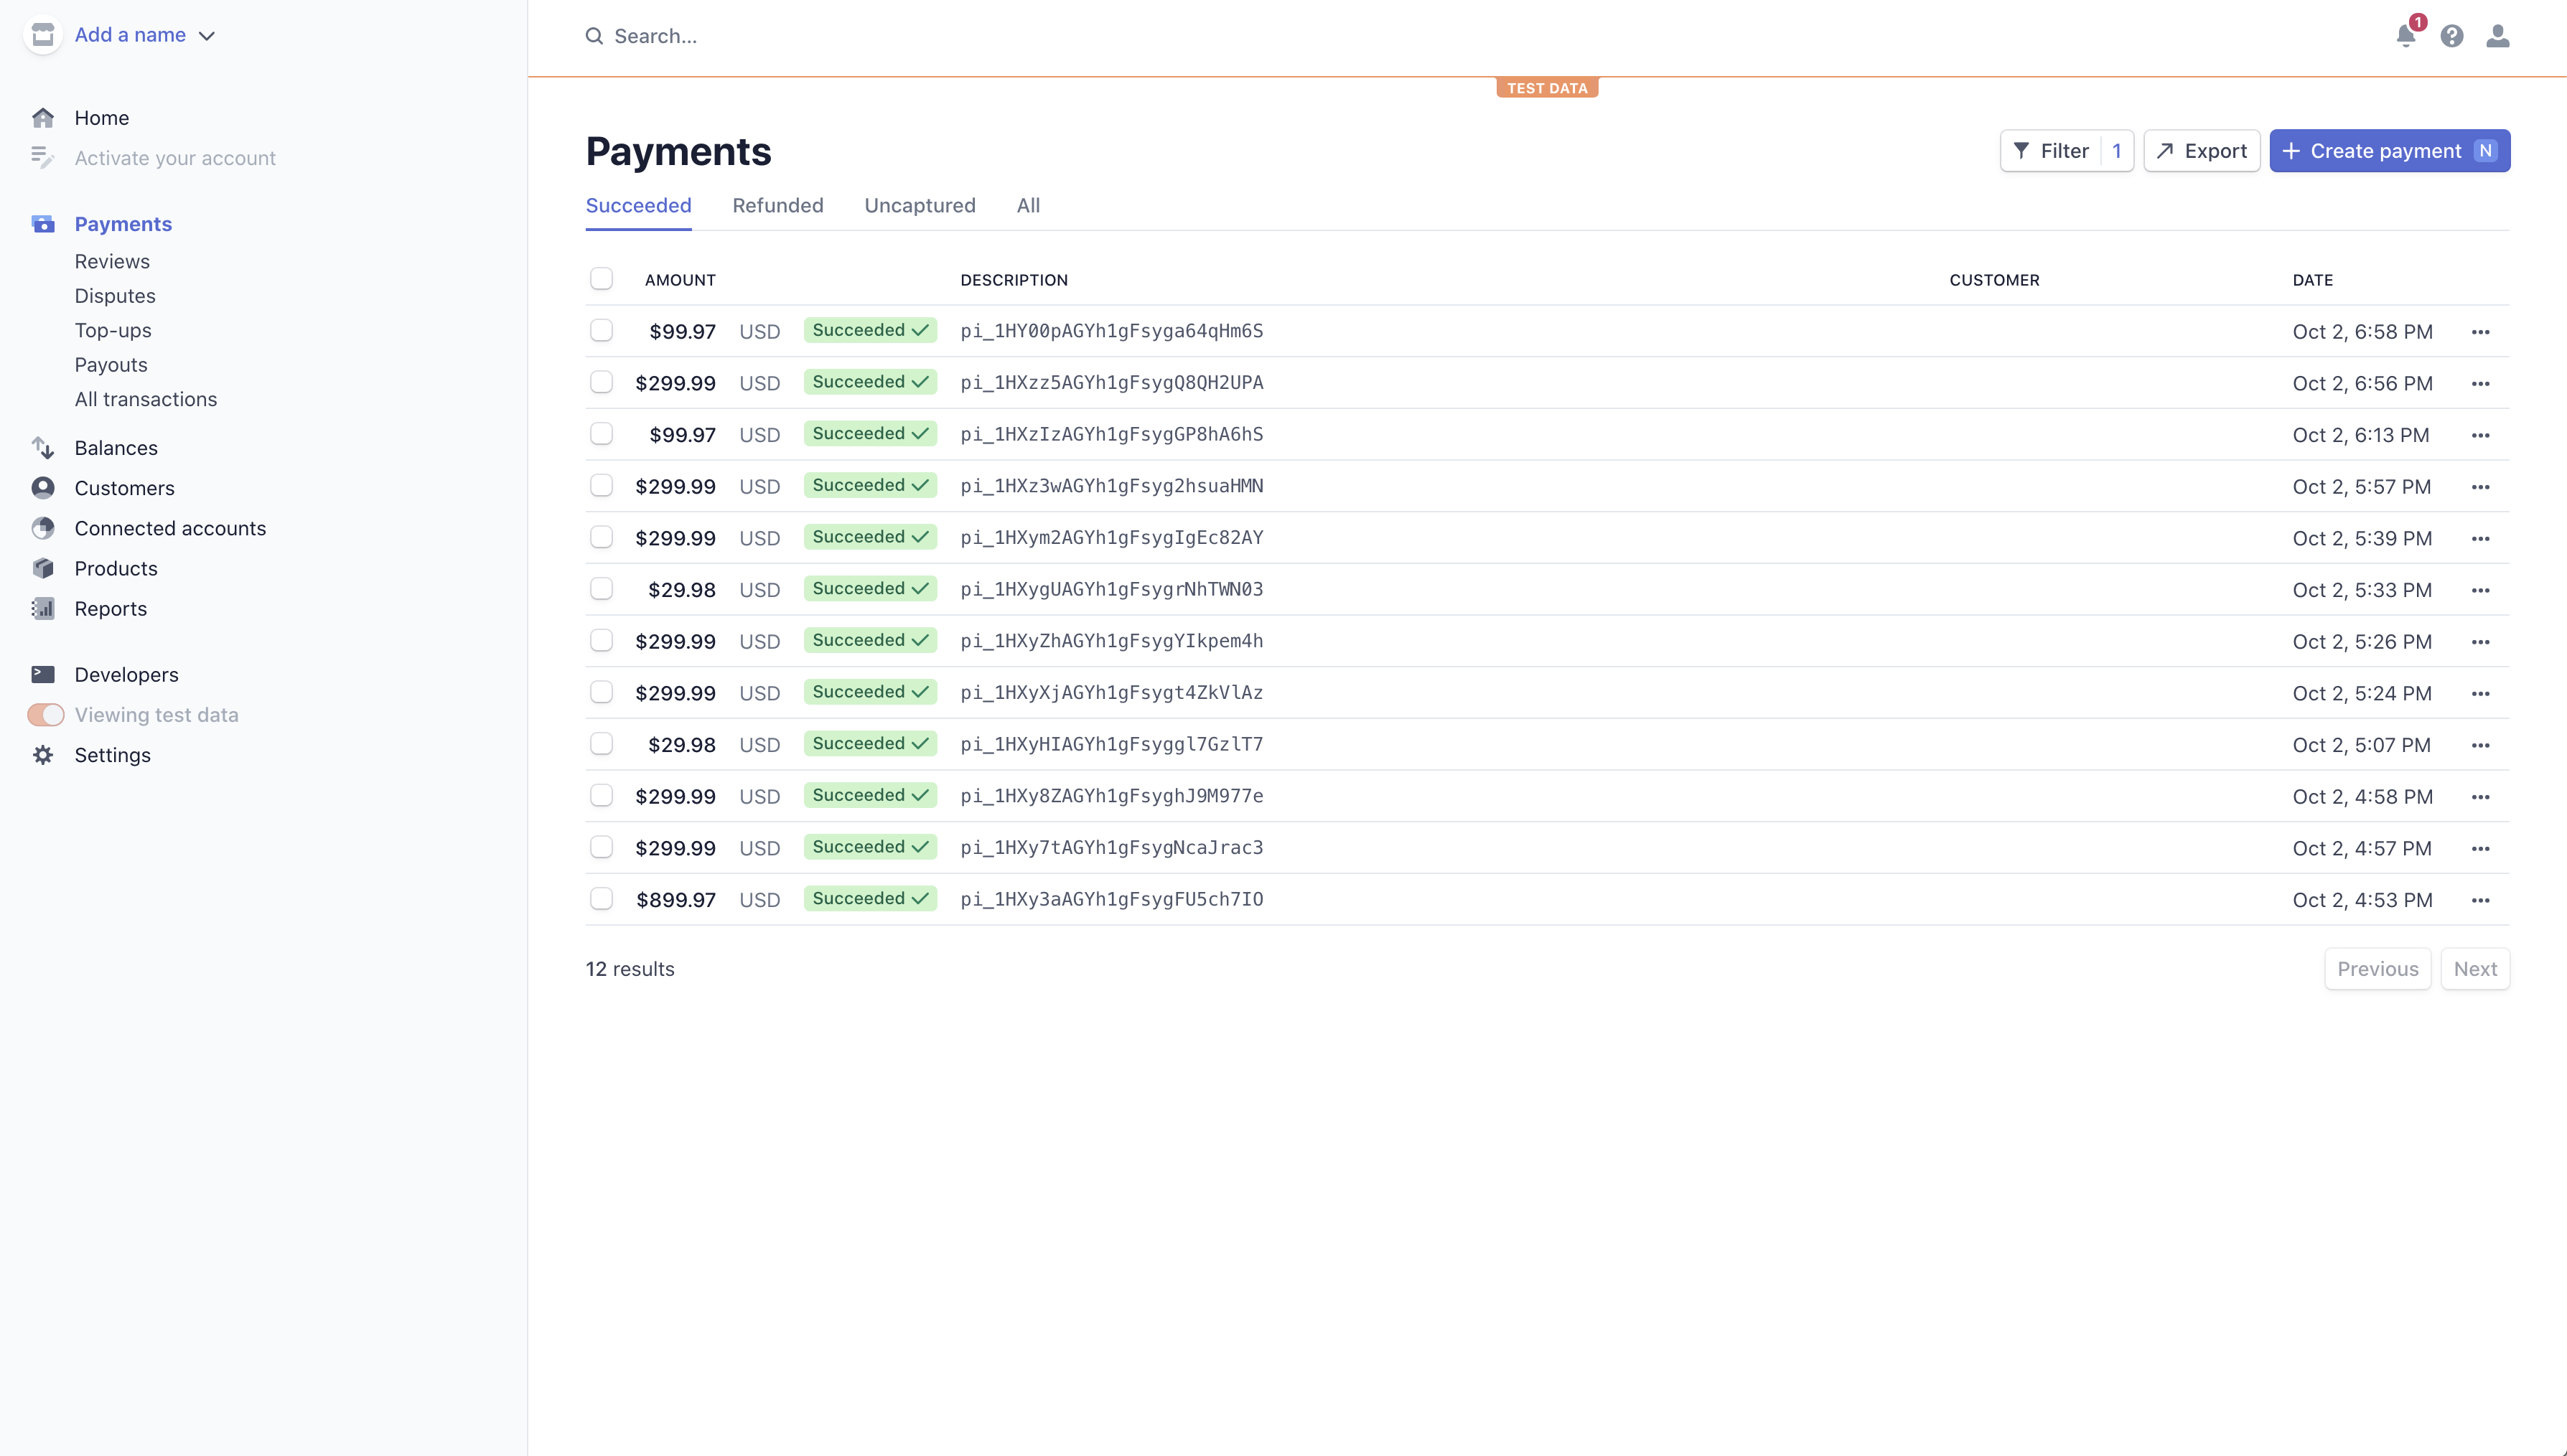 Add a name
Search...
1
TEST DATA
Home
Activate your account
Payments
Reviews
Disputes
Top-ups
Payouts
All transactions
Balances
Customers
Connected accounts
Products
Reports
Developers
Viewing test data
Settings
Payments
Filter 1
Export
Create payment N
Succeeded Refunded Uncaptured All
AMOUNT DESCRIPTION CUSTOMER DATE
$99.97 USD Succeeded pi_1HY00pAGYh1gFsyga64qHm6S Oct 2, 6:58 PM
$299.99 USD Succeeded pi_1HXzz5AGYh1gFsygQ8QH2UPA Oct 2, 6:56 PM
$99.97 USD Succeeded pi_1HXzIzAGYh1gFsygGP8hA6hS Oct 2, 6:13 PM
$299.99 USD Succeeded pi_1HXz3wAGYh1gFsyg2hsuaHMN Oct 2, 5:57 PM
$299.99 USD Succeeded pi_1HXym2AGYh1gFsygIgEc82AY Oct 2, 5:39 PM
$29.98 USD Succeeded pi_1HXygUAGYh1gFsygrNhTWN03 Oct 2, 5:33 PM
$299.99 USD Succeeded pi_1HXyZhAGYh1gFsygYIkpem4h Oct 2, 5:26 PM
$299.99 USD Succeeded pi_1HXyXjAGYh1gFsygt4ZkVlAz Oct 2, 5:24 PM
$29.98 USD Succeeded pi_1HXyHIAGYh1gFsyggl7GzlT7 Oct 2, 5:07 PM
$299.99 USD Succeeded pi_1HXy8ZAGYh1gFsyghJ9M977e Oct 2, 4:58 PM
$299.99 USD Succeeded pi_1HXy7tAGYh1gFsygNcaJrac3 Oct 2, 4:57 PM
$899.97 USD Succeeded pi_1HXy3aAGYh1gFsygFU5ch7IO Oct 2, 4:53 PM
12 results
Previous Next